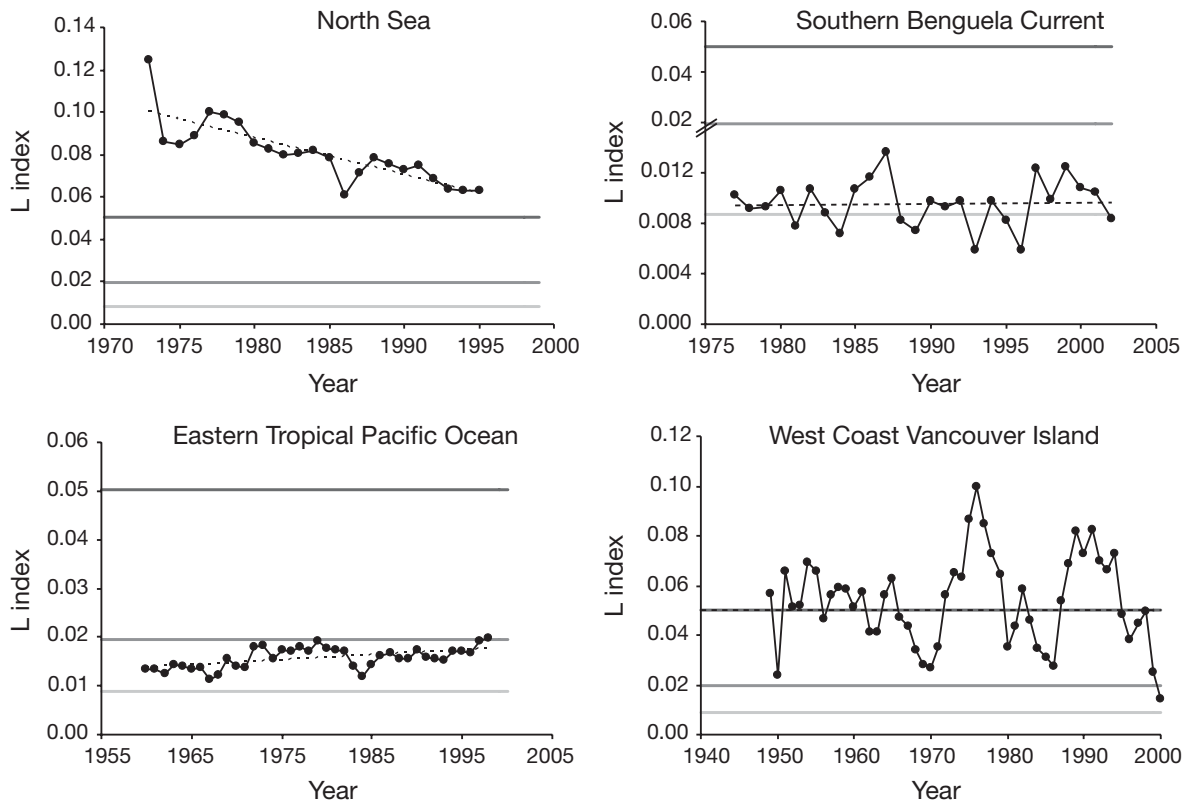 North Sea
0.14
0.12
0.10
0.08
0.06
0.04
0.02
0.00
L index
1970 1975 1980 1985 1990 1995 2000
Year
Southern Benguela Current
0.06
0.04
0.02
0.012
0.008
0.004
0.000
L index
1975 1980 1985 1990 1995 2000 2005
Year
Eastern Tropical Pacific Ocean
0.06
0.05
0.04
0.03
0.02
0.01
0.00
L index
1955 1965 1975 1985 1995 2005
Year
West Coast Vancouver Island
0.12
0.10
0.08
0.06
0.04
0.02
0.00
L index
1940 1950 1960 1970 1980 1990 2000
Year